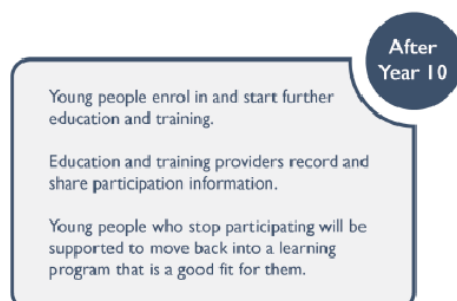 After
Year 10
Young people enrol in and start further
education and training.
Education and training providers record and
share participation information.
Young people who stop participating will be
supported to move back into a learning
program that is a good fit for them.